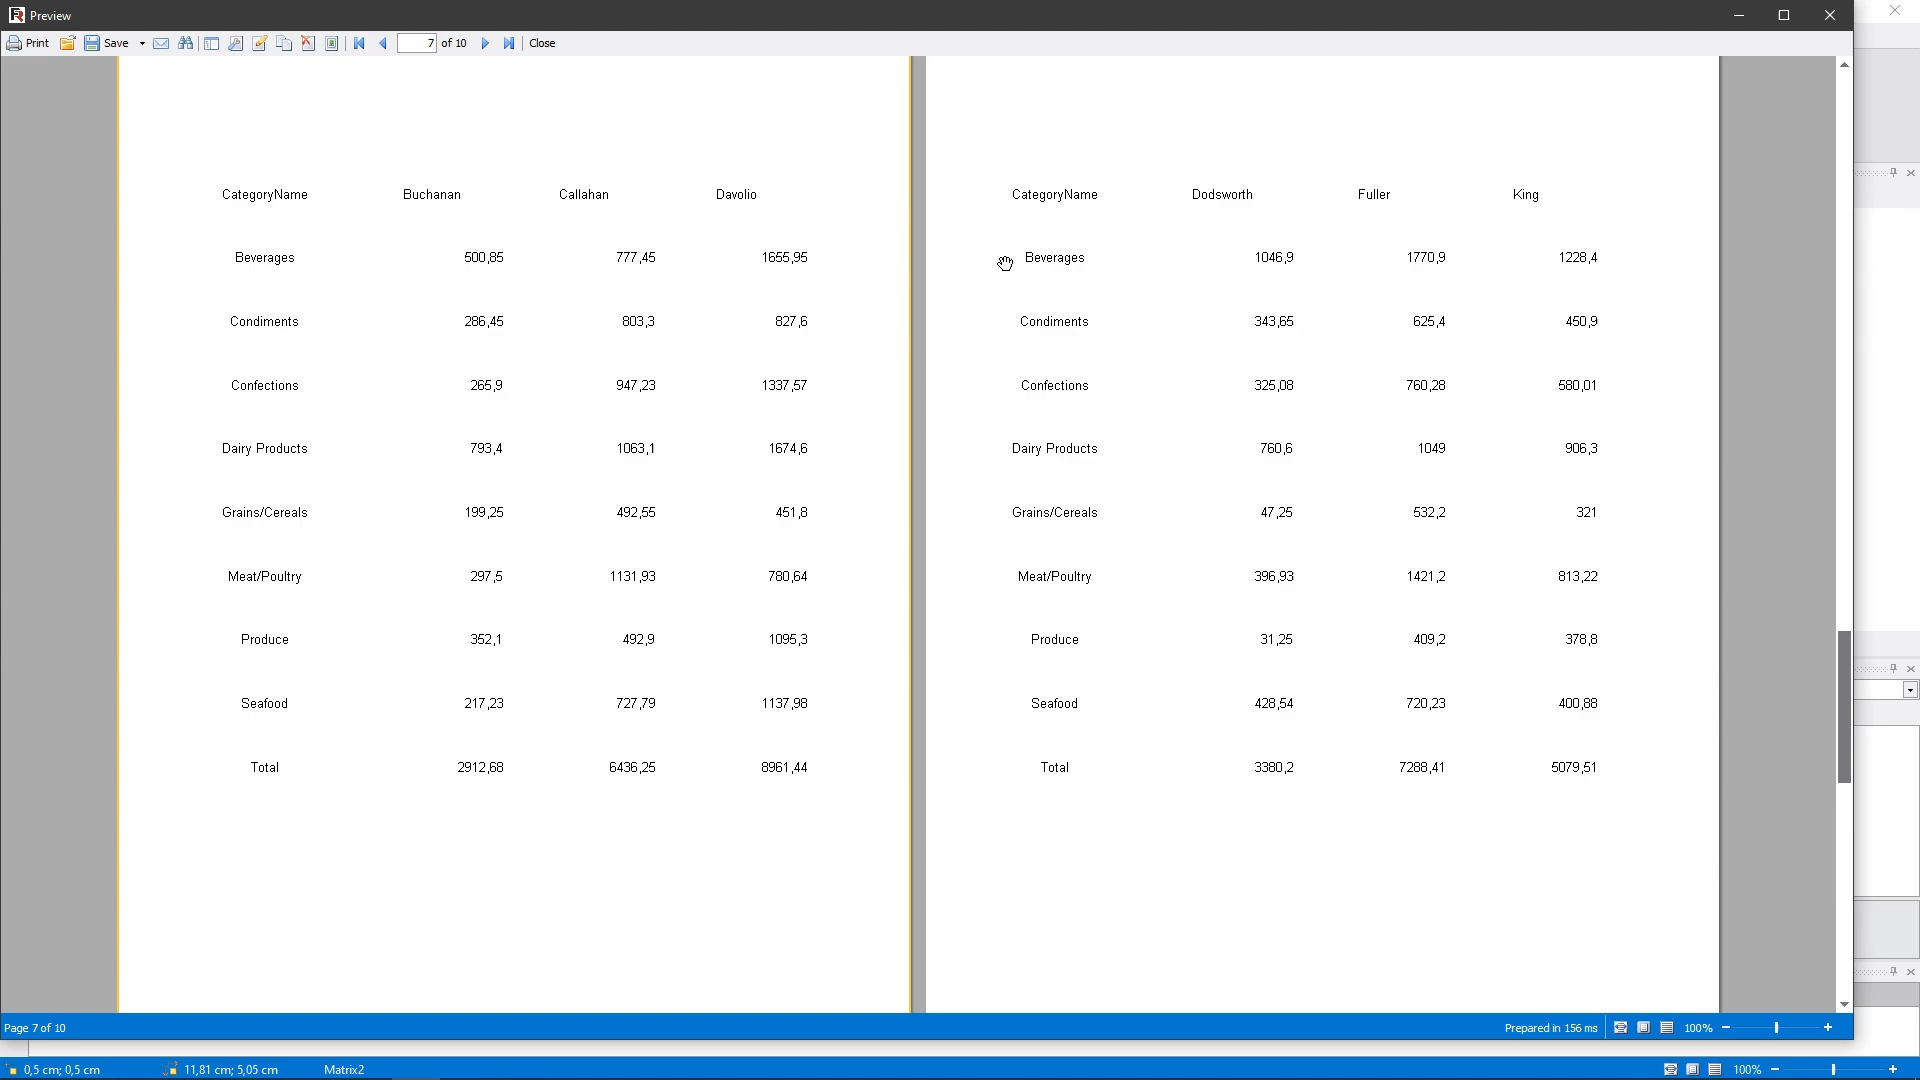 Preview
Print Save 7 of 10 Close
CategoryName Buchanan Callahan Davolio
Beverages 500,85 777,45 1655,95
Condiments 286,45 803,3 827,6
Confections 265,9 947,23 1337,57
Dairy Products 793,4 1063,1 1674,6
Grains/Cereals 199,25 492,55 451,8
Meat/Poultry 297,5 1131,93 780,64
Produce 352,1 492,9 1095,3
Seafood 217,23 727,79 1137,98
Total 2912,68 6436,25 8961,44
CategoryName Dodsworth Fuller King
Beverages 1046,9 1770,9 1228,4
Condiments 343,65 625,4 450,9
Confections 325,08 760,28 580,01
Dairy Products 760,6 1049 906,3
Grains/Cereals 47,25 532,2 321
Meat/Poultry 396,93 1421,2 813,22
Produce 31,25 409,2 378,8
Seafood 428,54 720,23 400,88
Total 3380,2 7288,41 5079,51
Page 7 of 10 Prepared in 156 ms 100%
0,5 cm; 0,5 cm 11,81 cm; 5,05 cm Matrix2 100%